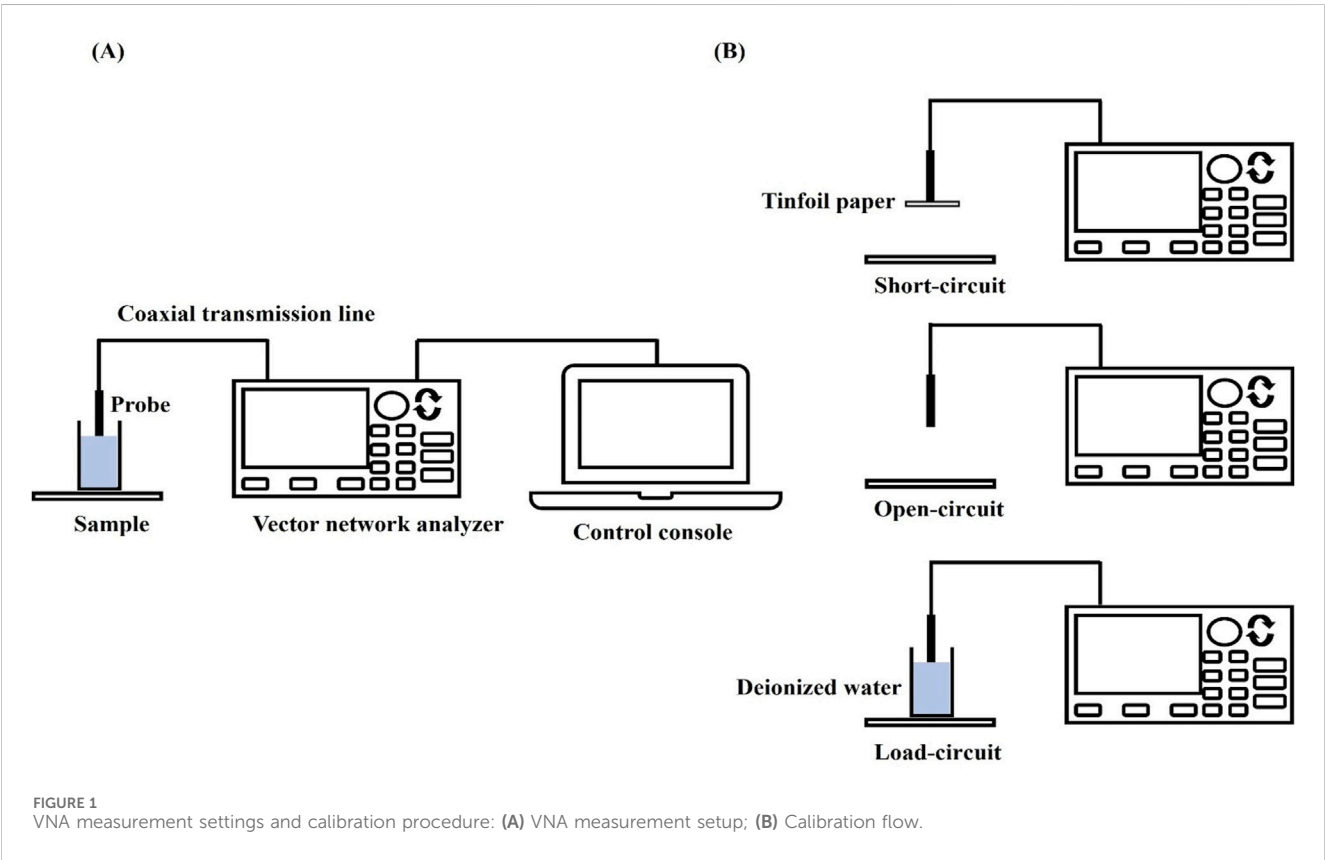 (A)
Coaxial transmission line
Probe
Sample
Vector network analyzer
Control console
(B)
Tinfoil paper
Short-circuit
Open-circuit
Deionized water
Load-circuit
FIGURE 1
VNA measurement settings and calibration procedure: (A) VNA measurement setup; (B) Calibration flow.